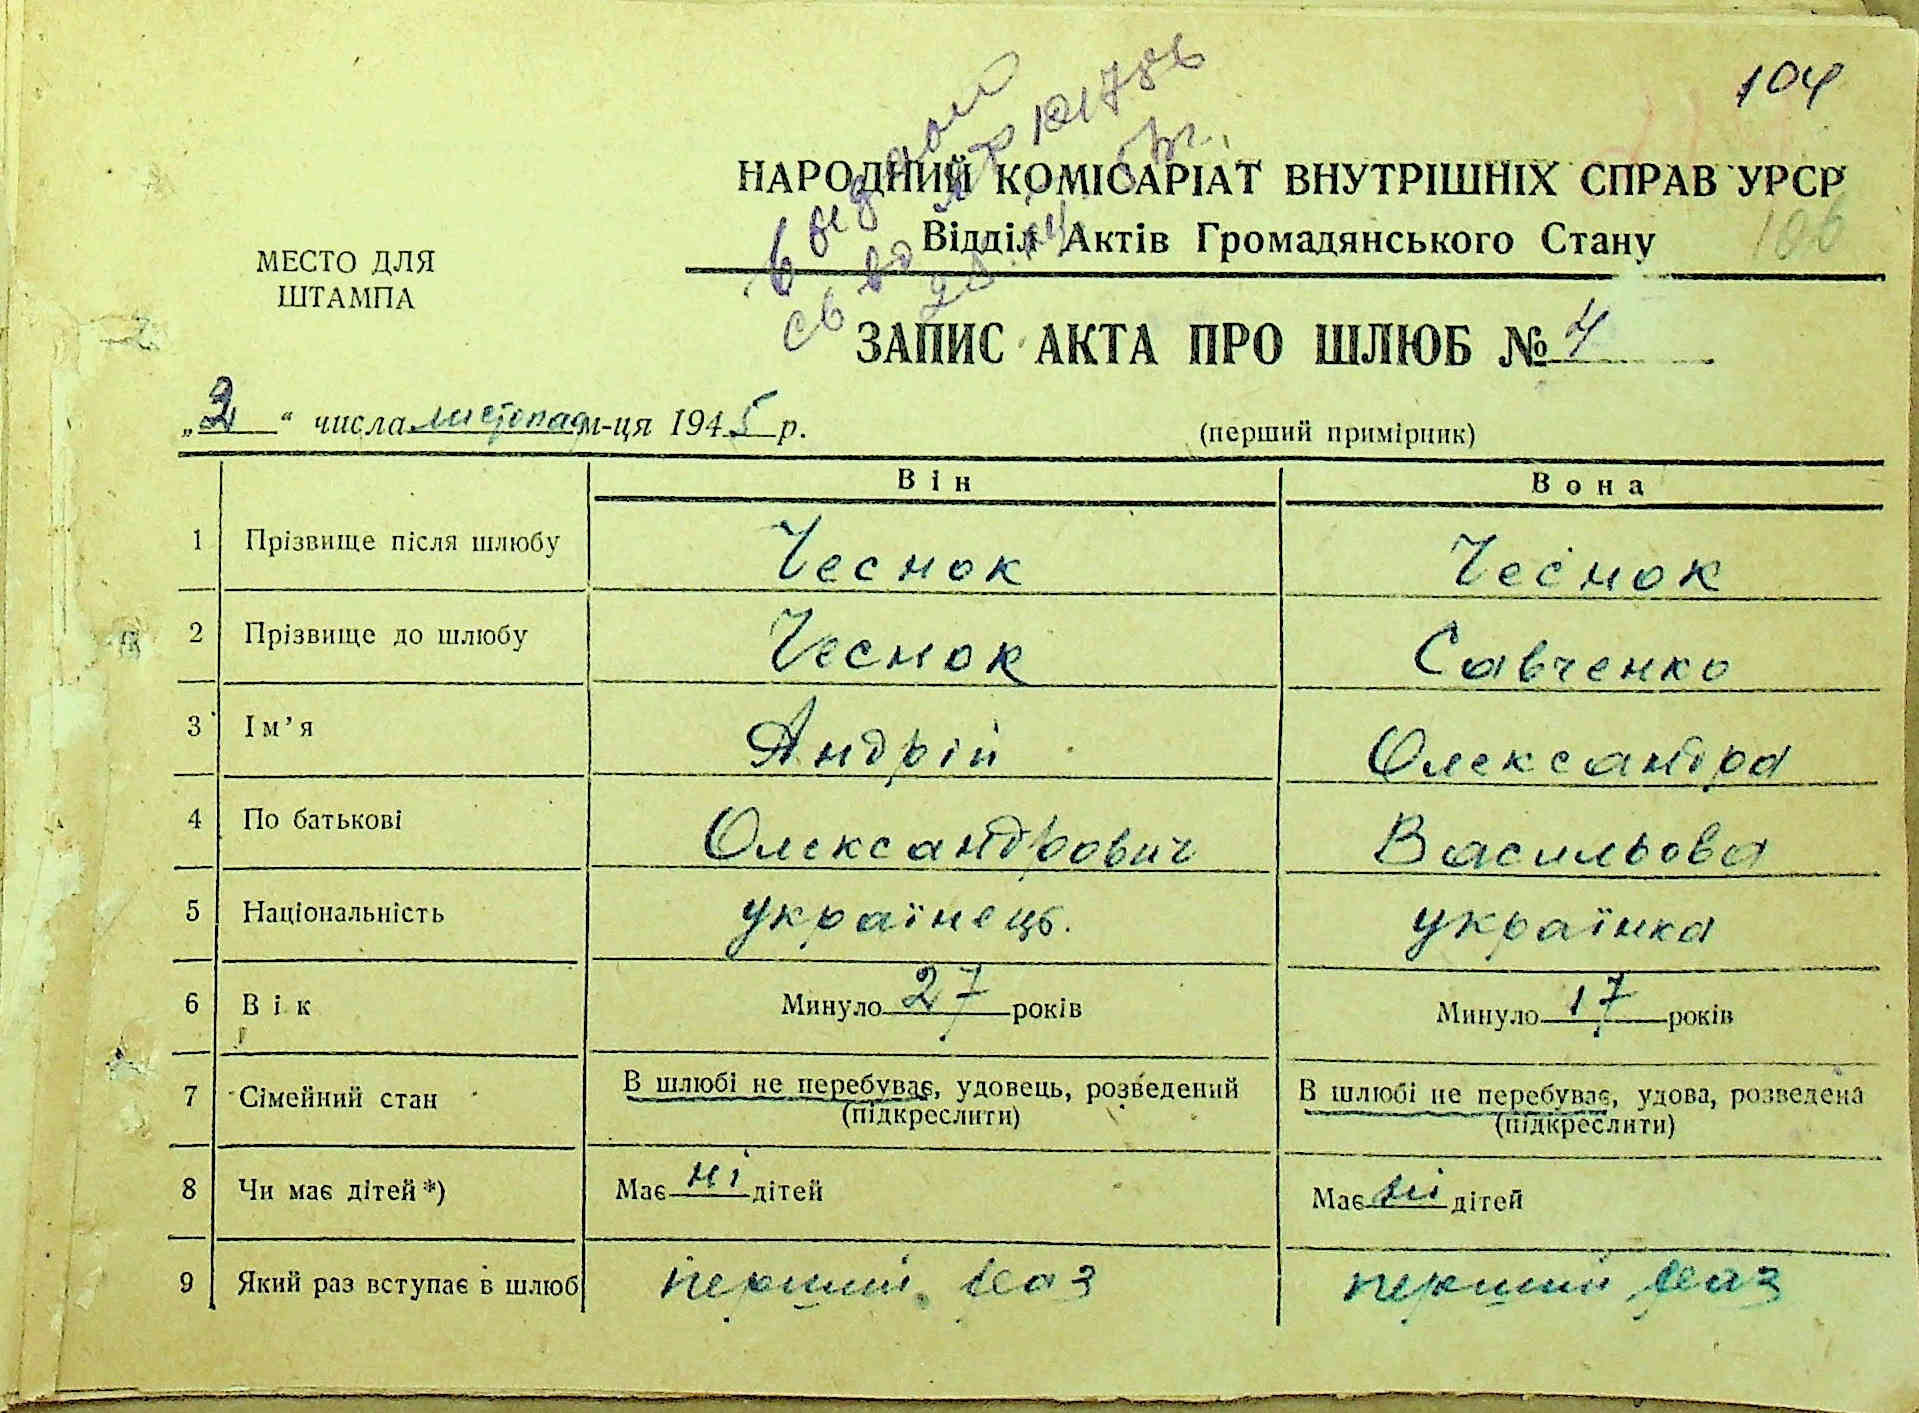 104
НАРОДНИЙ КОМІСАРІАТ ВНУТРІШНІХ СПРАВ УРСР
Відділ Актів Громадянського Стану
106
МЕСТО ДЛЯ
ШТАМПА
ЗАПИС АКТА ПРО ШЛЮБ №
„2“ числа листопад м-ця 1945 р.
(перший примірник)
Він Вона
1 Прізвище після шлюбу Чеснок Чеснок
2 Прізвище до шлюбу Чеснок Савченко
3 Ім’я Андрій Олександра
4 По батькові Олександрович Васильова
5 Національність українець. українка
6 Вік Минуло 27 років Минуло 17 років
7 Сімейний стан В шлюбі не перебуває, удовець, розведений В шлюбі не перебуває, удова, розведена
(підкреслити) (підкреслити)
8 Чи має дітей*) Має ні дітей Має ні дітей
9 Який раз вступає в шлюб перший раз перший раз